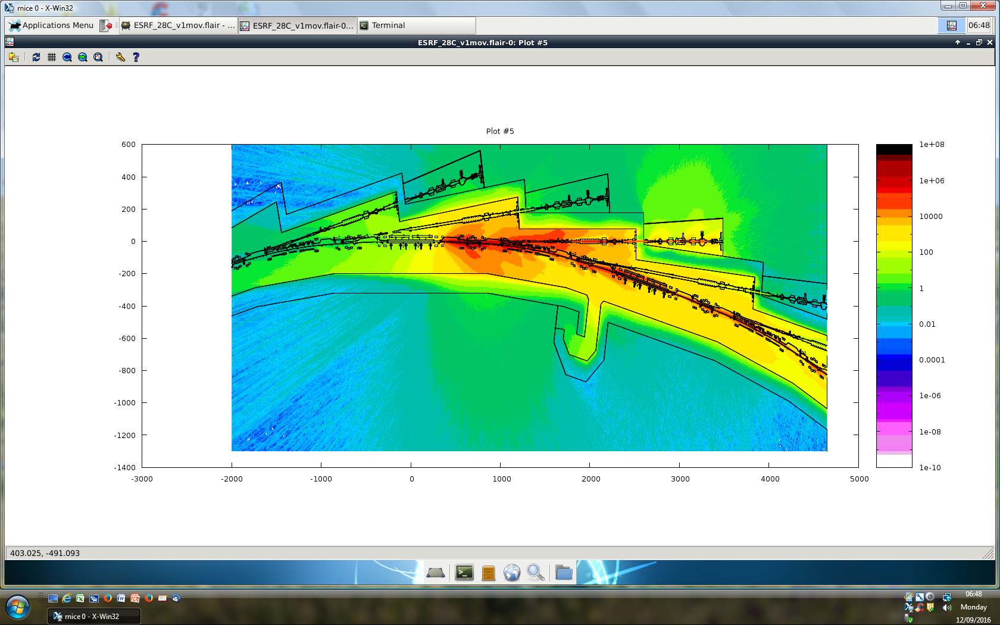 rnice 0 - X-Win32
Applications Menu ESRF_28C_v1mov.flair - ... ESRF_28C_v1mov.flair-0... Terminal 06:48
ESRF_28C_v1mov.flair-0: Plot #5
Plot #5
600
400
200
0
-200
-400
-600
-800
-1000
-1200
-1400
-3000 -2000 -1000 0 1000 2000 3000 4000 5000
1e+08
1e+06
10000
100
1
0.01
0.0001
1e-06
1e-08
1e-10
403.025, -491.093
06:48
rnice 0 - X-Win32 Monday
12/09/2016